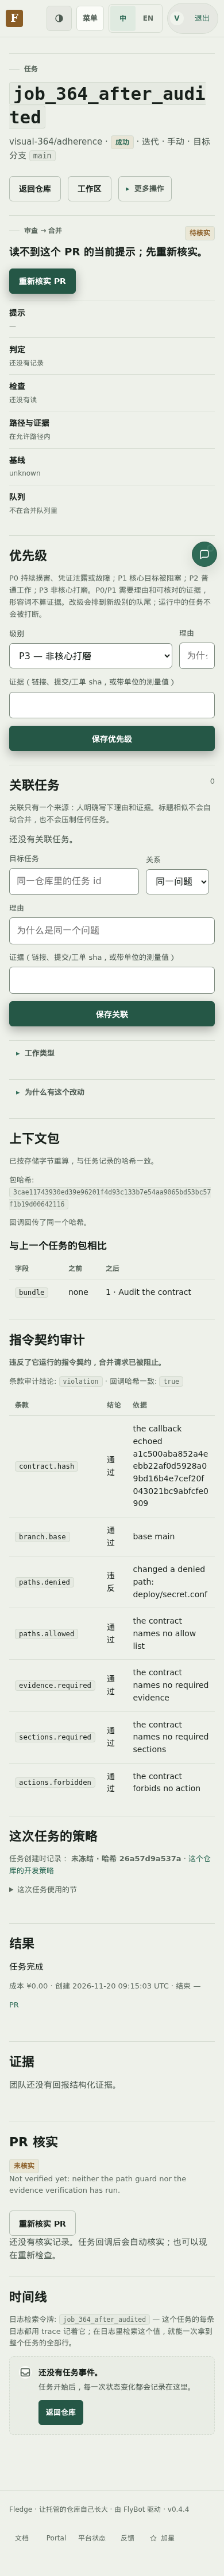 F 菜单 中 EN V 退出
任务
job_364_after_audi
ted
visual-364/adherence · 成功 · 迭代 · 手动 · 目标
分支 main
返回仓库 工作区 ▸ 更多操作
审查 → 合并 待核实
读不到这个 PR 的当前提示；先重新核实。
重新核实 PR
提示
—
判定
还没有记录
检查
还没有读
路径与证据
在允许路径内
基线
unknown
队列
不在合并队列里
优先级
P0 持续损害、凭证泄露或故障；P1 核心目标被阻塞；P2 普
通工作；P3 非核心打磨。P0/P1 需要理由和可核对的证据，
形容词不算证据。改级会排到新级别的队尾；运行中的任务不
会被打断。
级别 理由
P3 — 非核心打磨
证据（链接、提交/工单 sha，或带单位的测量值）
保存优先级
关联任务 0
关联只有一个来源：人明确写下理由和证据。标题相似不会自
动合并，也不会压制任何任务。
还没有关联任务。
目标任务 关系
同一仓库里的任务 id 同一问题
理由
为什么是同一个问题
证据（链接、提交/工单 sha，或带单位的测量值）
保存关联
▸ 工作类型
▸ 为什么有这个改动
上下文包
已按存储字节重算，与任务记录的哈希一致。
包哈希:
3cae11743930ed39e96201f4d93c133b7e54aa9065bd53bc57
f1b19d00642116
回调回传了同一个哈希。
与上一个任务的包相比
字段 之前 之后
bundle none 1 · Audit the contract
指令契约审计
违反了它运行的指令契约，合并请求已被阻止。
条款审计结论: violation · 回调哈希一致: true
条款 结论 依据
contract.hash 通过 the callback
echoed
a1c500aba852a4e
ebb22af0d5928a0
9bd16b4e7cef20f
043021bc9abfcfe0
909
branch.base 通过 base main
paths.denied 违反 changed a denied
path:
deploy/secret.conf
paths.allowed 通过 the contract
names no allow
list
evidence.required 通过 the contract
names no required
evidence
sections.required 通过 the contract
names no required
sections
actions.forbidden 通过 the contract
forbids no action
这次任务的策略
任务创建时记录： 未冻结 · 哈希 26a57d9a537a · 这个仓
库的开发策略
▸ 这次任务使用的节
结果
任务完成
成本 ¥0.00 · 创建 2026-11-20 09:15:03 UTC · 结束 —
PR
证据
团队还没有回报结构化证据。
PR 核实
未核实
Not verified yet: neither the path guard nor the
evidence verification has run.
重新核实 PR
还没有核实记录。任务回调后会自动核实；也可以现
在重新检查。
时间线
日志检索令牌: job_364_after_audited — 这个任务的每条
日志都用 trace 记着它；在日志里检索这个值，就能一次拿到
整个任务的全部行。
还没有任务事件。
任务开始后，每一次状态变化都会记录在这里。
返回仓库
Fledge · 让托管的仓库自己长大 · 由 FlyBot 驱动 · v0.4.4
文档 Portal 平台状态 反馈 ☆ 加星